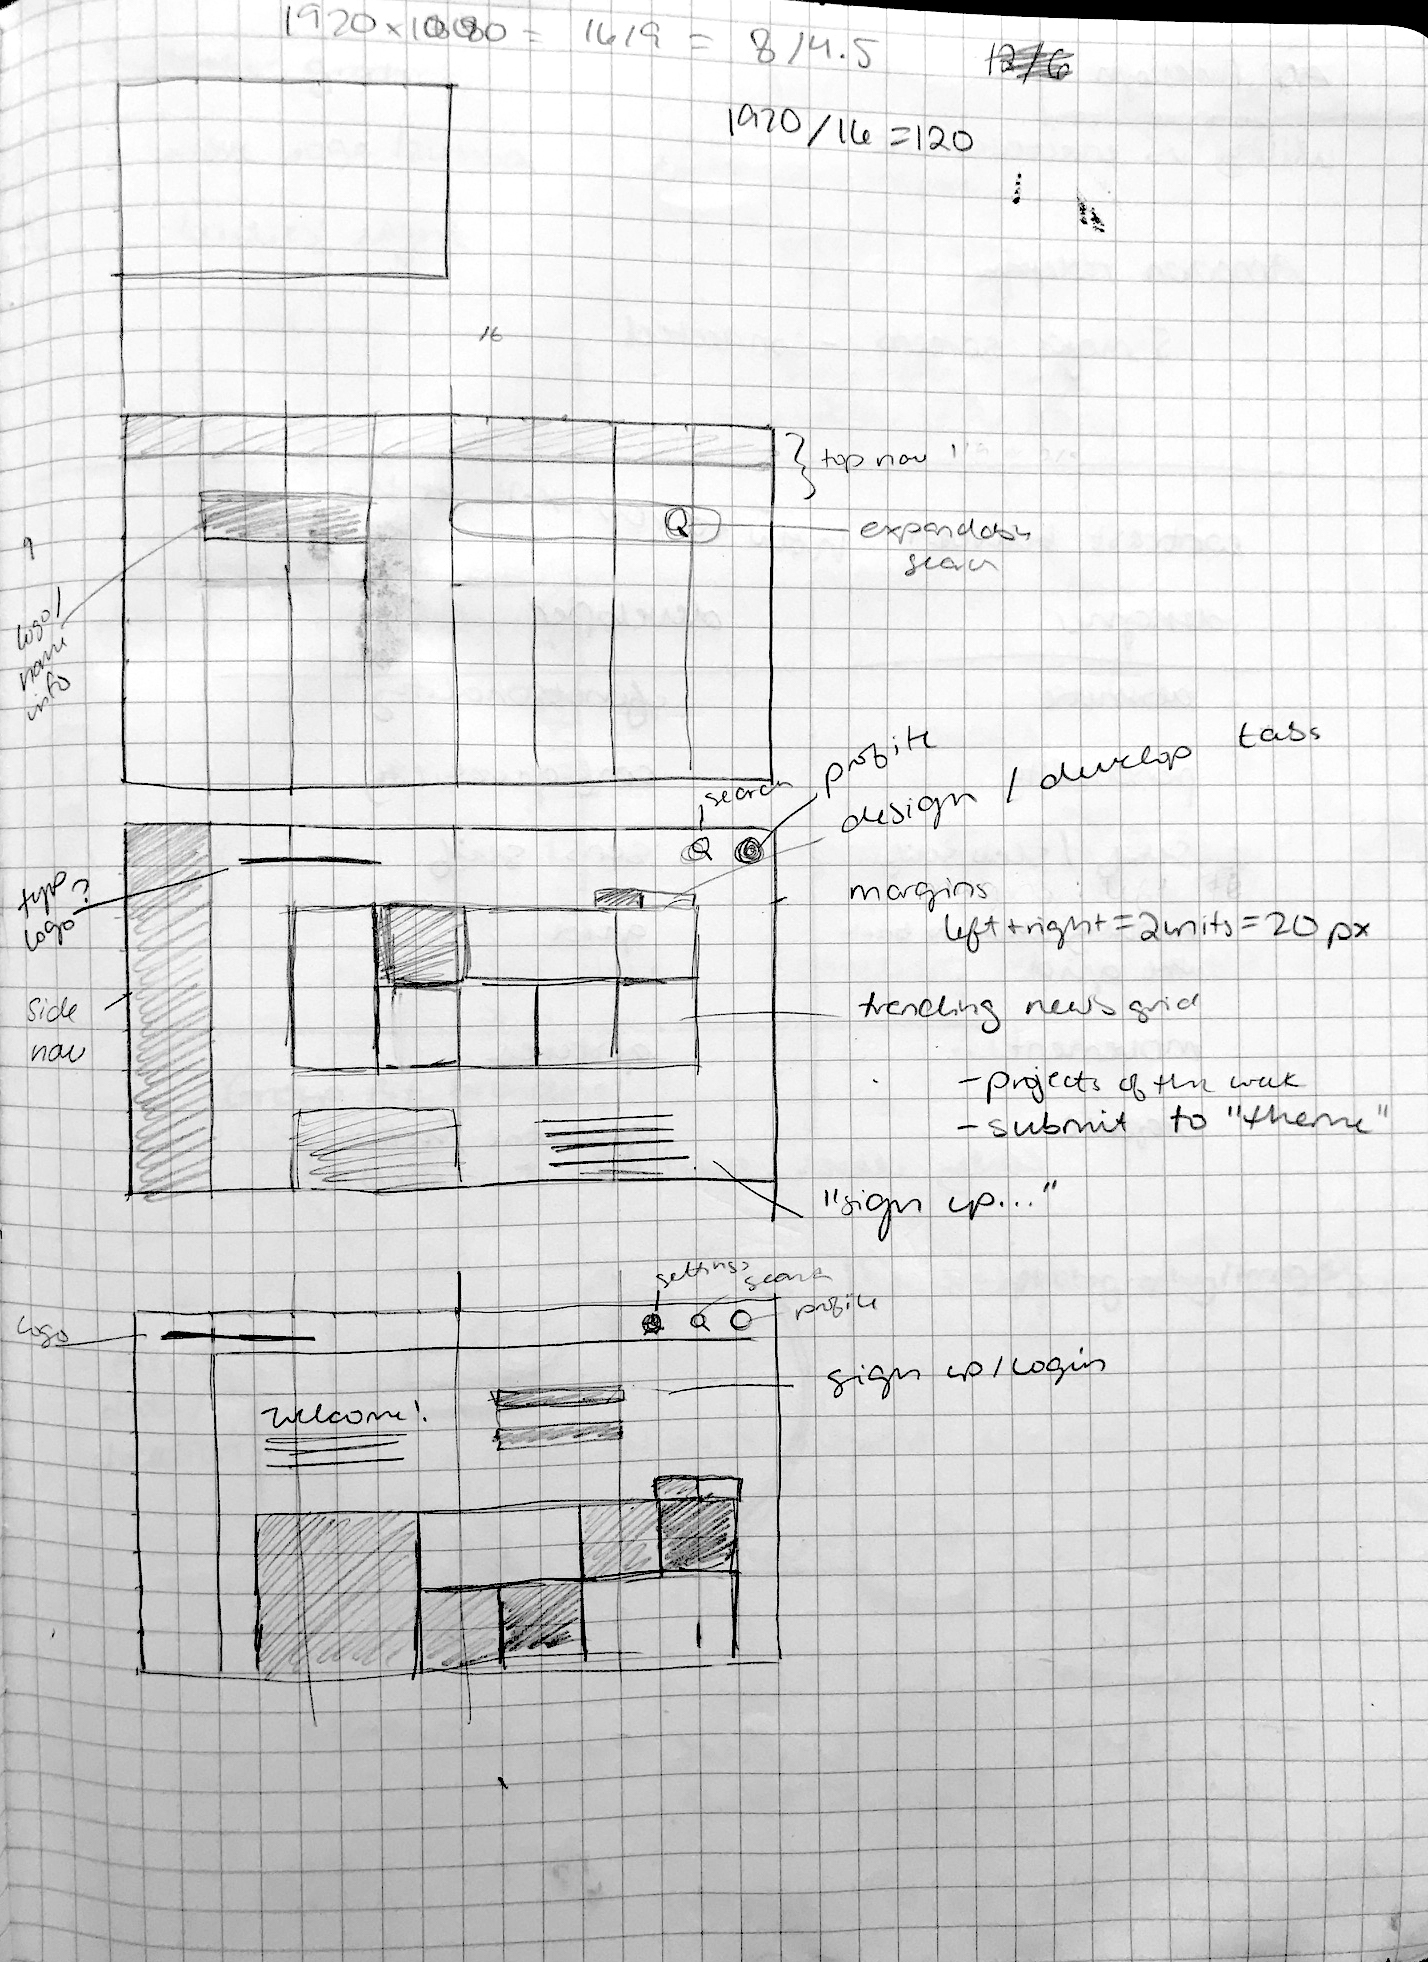 1920x1080 = 16/9 = 8/4.5
12/6
1920/16 = 120
16
top nav
9
expandable
search
logo/
name
info
search
profile
design / develop tabs
type
logo?
margins
left + right = 2 units = 20 px
side
nav
trending news grid
- projects of the week
- submit to "theme"
"sign up..."
settings
search
profile
logo
sign up / login
welcome!